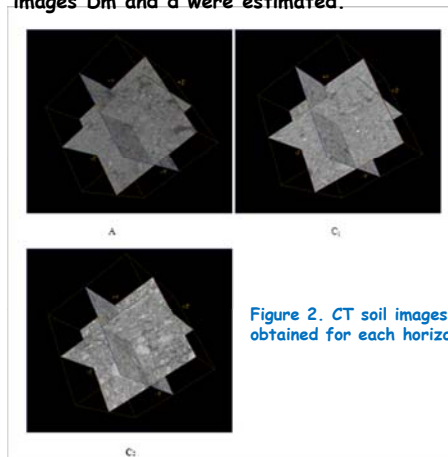 images Dm and d were estimated.
A
C₁
Figure 2. CT soil images
obtained for each horizo
C₂